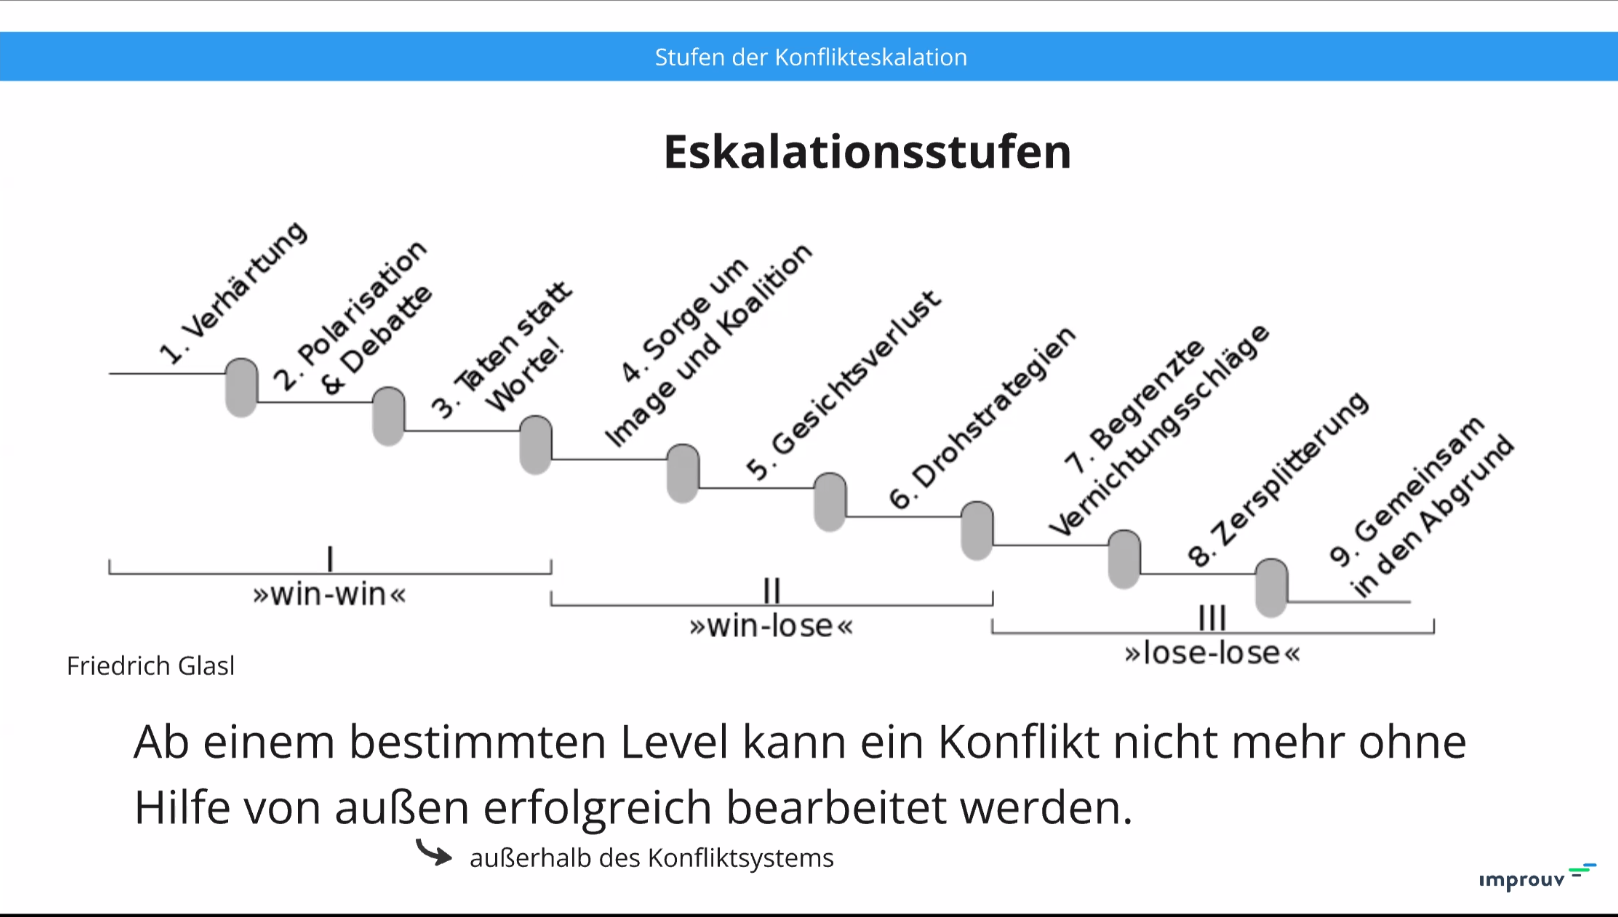 Stufen der Konflikteskalation
Eskalationsstufen
1. Verhärtung
2. Polarisation
& Debatte
3. Taten statt
Worte!
4. Sorge um
Image und Koalition
5. Gesichtsverlust
6. Drohstrategien
7. Begrenzte
Vernichtungsschläge
8. Zersplitterung
9. Gemeinsam
in den Abgrund
I
»win-win«
II
»win-lose«
III
»lose-lose«
Friedrich Glasl
Ab einem bestimmten Level kann ein Konflikt nicht mehr ohne
Hilfe von außen erfolgreich bearbeitet werden.
außerhalb des Konfliktsystems
ımprouv